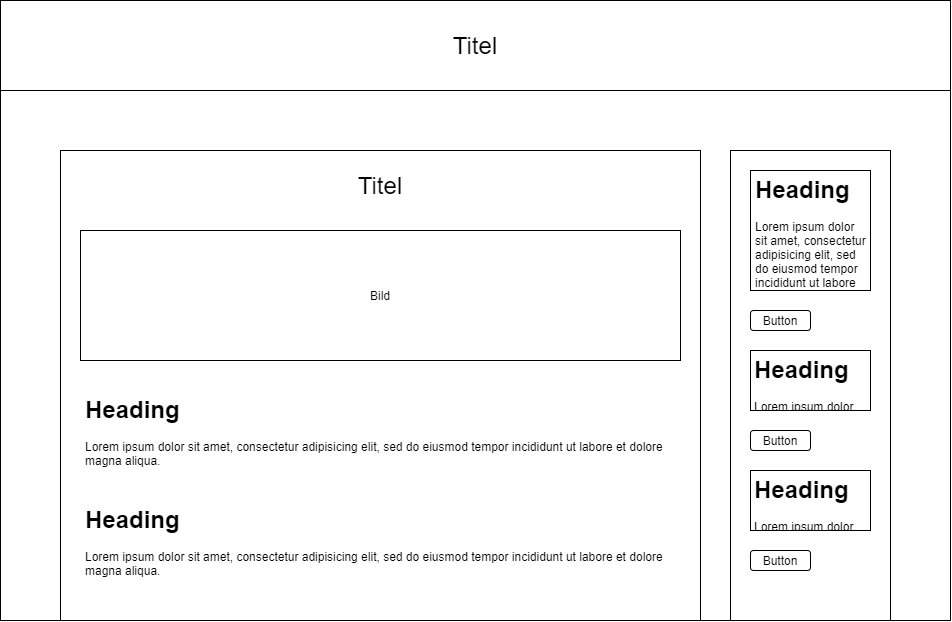 Titel
Titel
Bild
Heading
Lorem ipsum dolor sit amet, consectetur adipisicing elit, sed do eiusmod tempor incididunt ut labore et dolore
magna aliqua.
Heading
Lorem ipsum dolor sit amet, consectetur adipisicing elit, sed do eiusmod tempor incididunt ut labore et dolore
magna aliqua.
Heading
Lorem ipsum dolor
sit amet, consectetur
adipisicing elit, sed
do eiusmod tempor
incididunt ut labore
Button
Heading
Lorem ipsum dolor
Button
Heading
Lorem ipsum dolor
Button